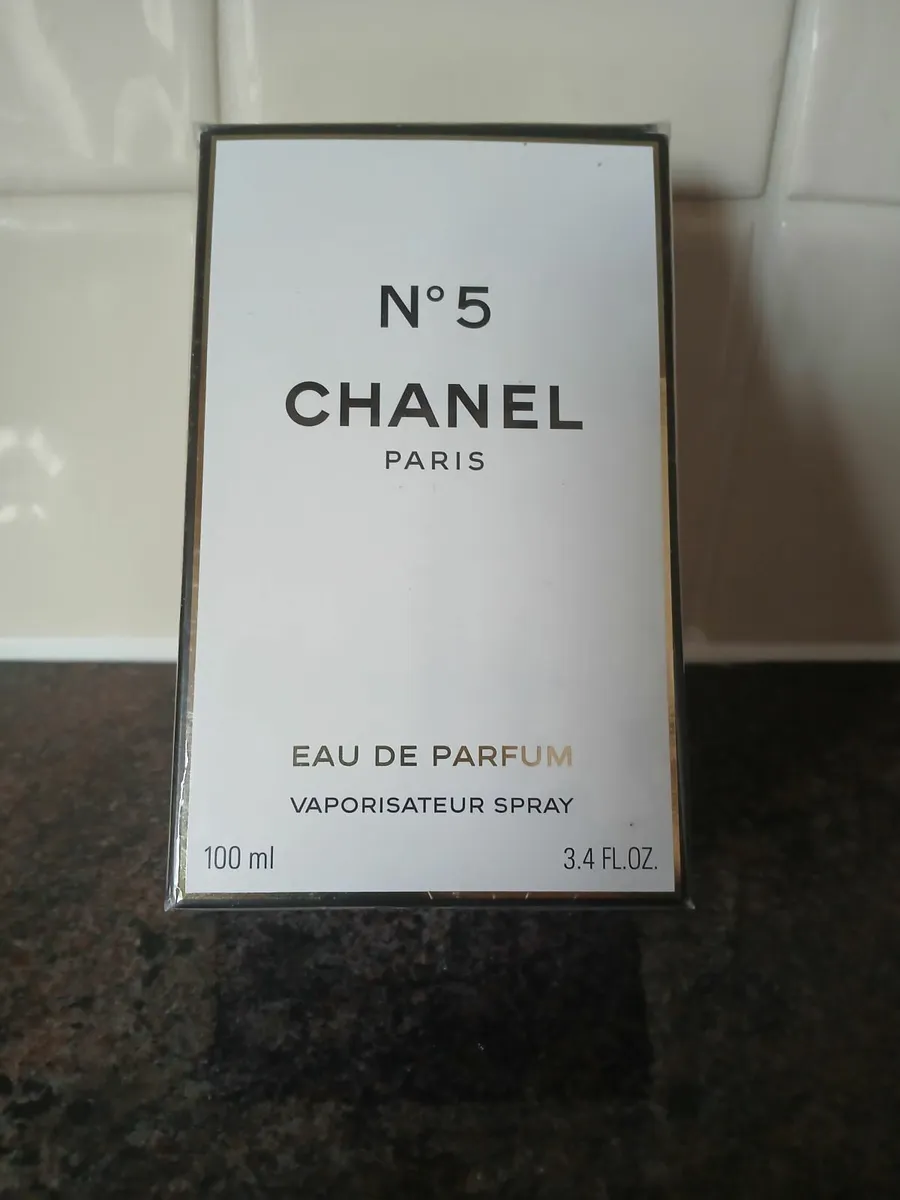 N°5
CHANEL
PARIS
EAU DE PARFUM
VAPORISATEUR SPRAY
100 ml 3.4 FL.OZ.